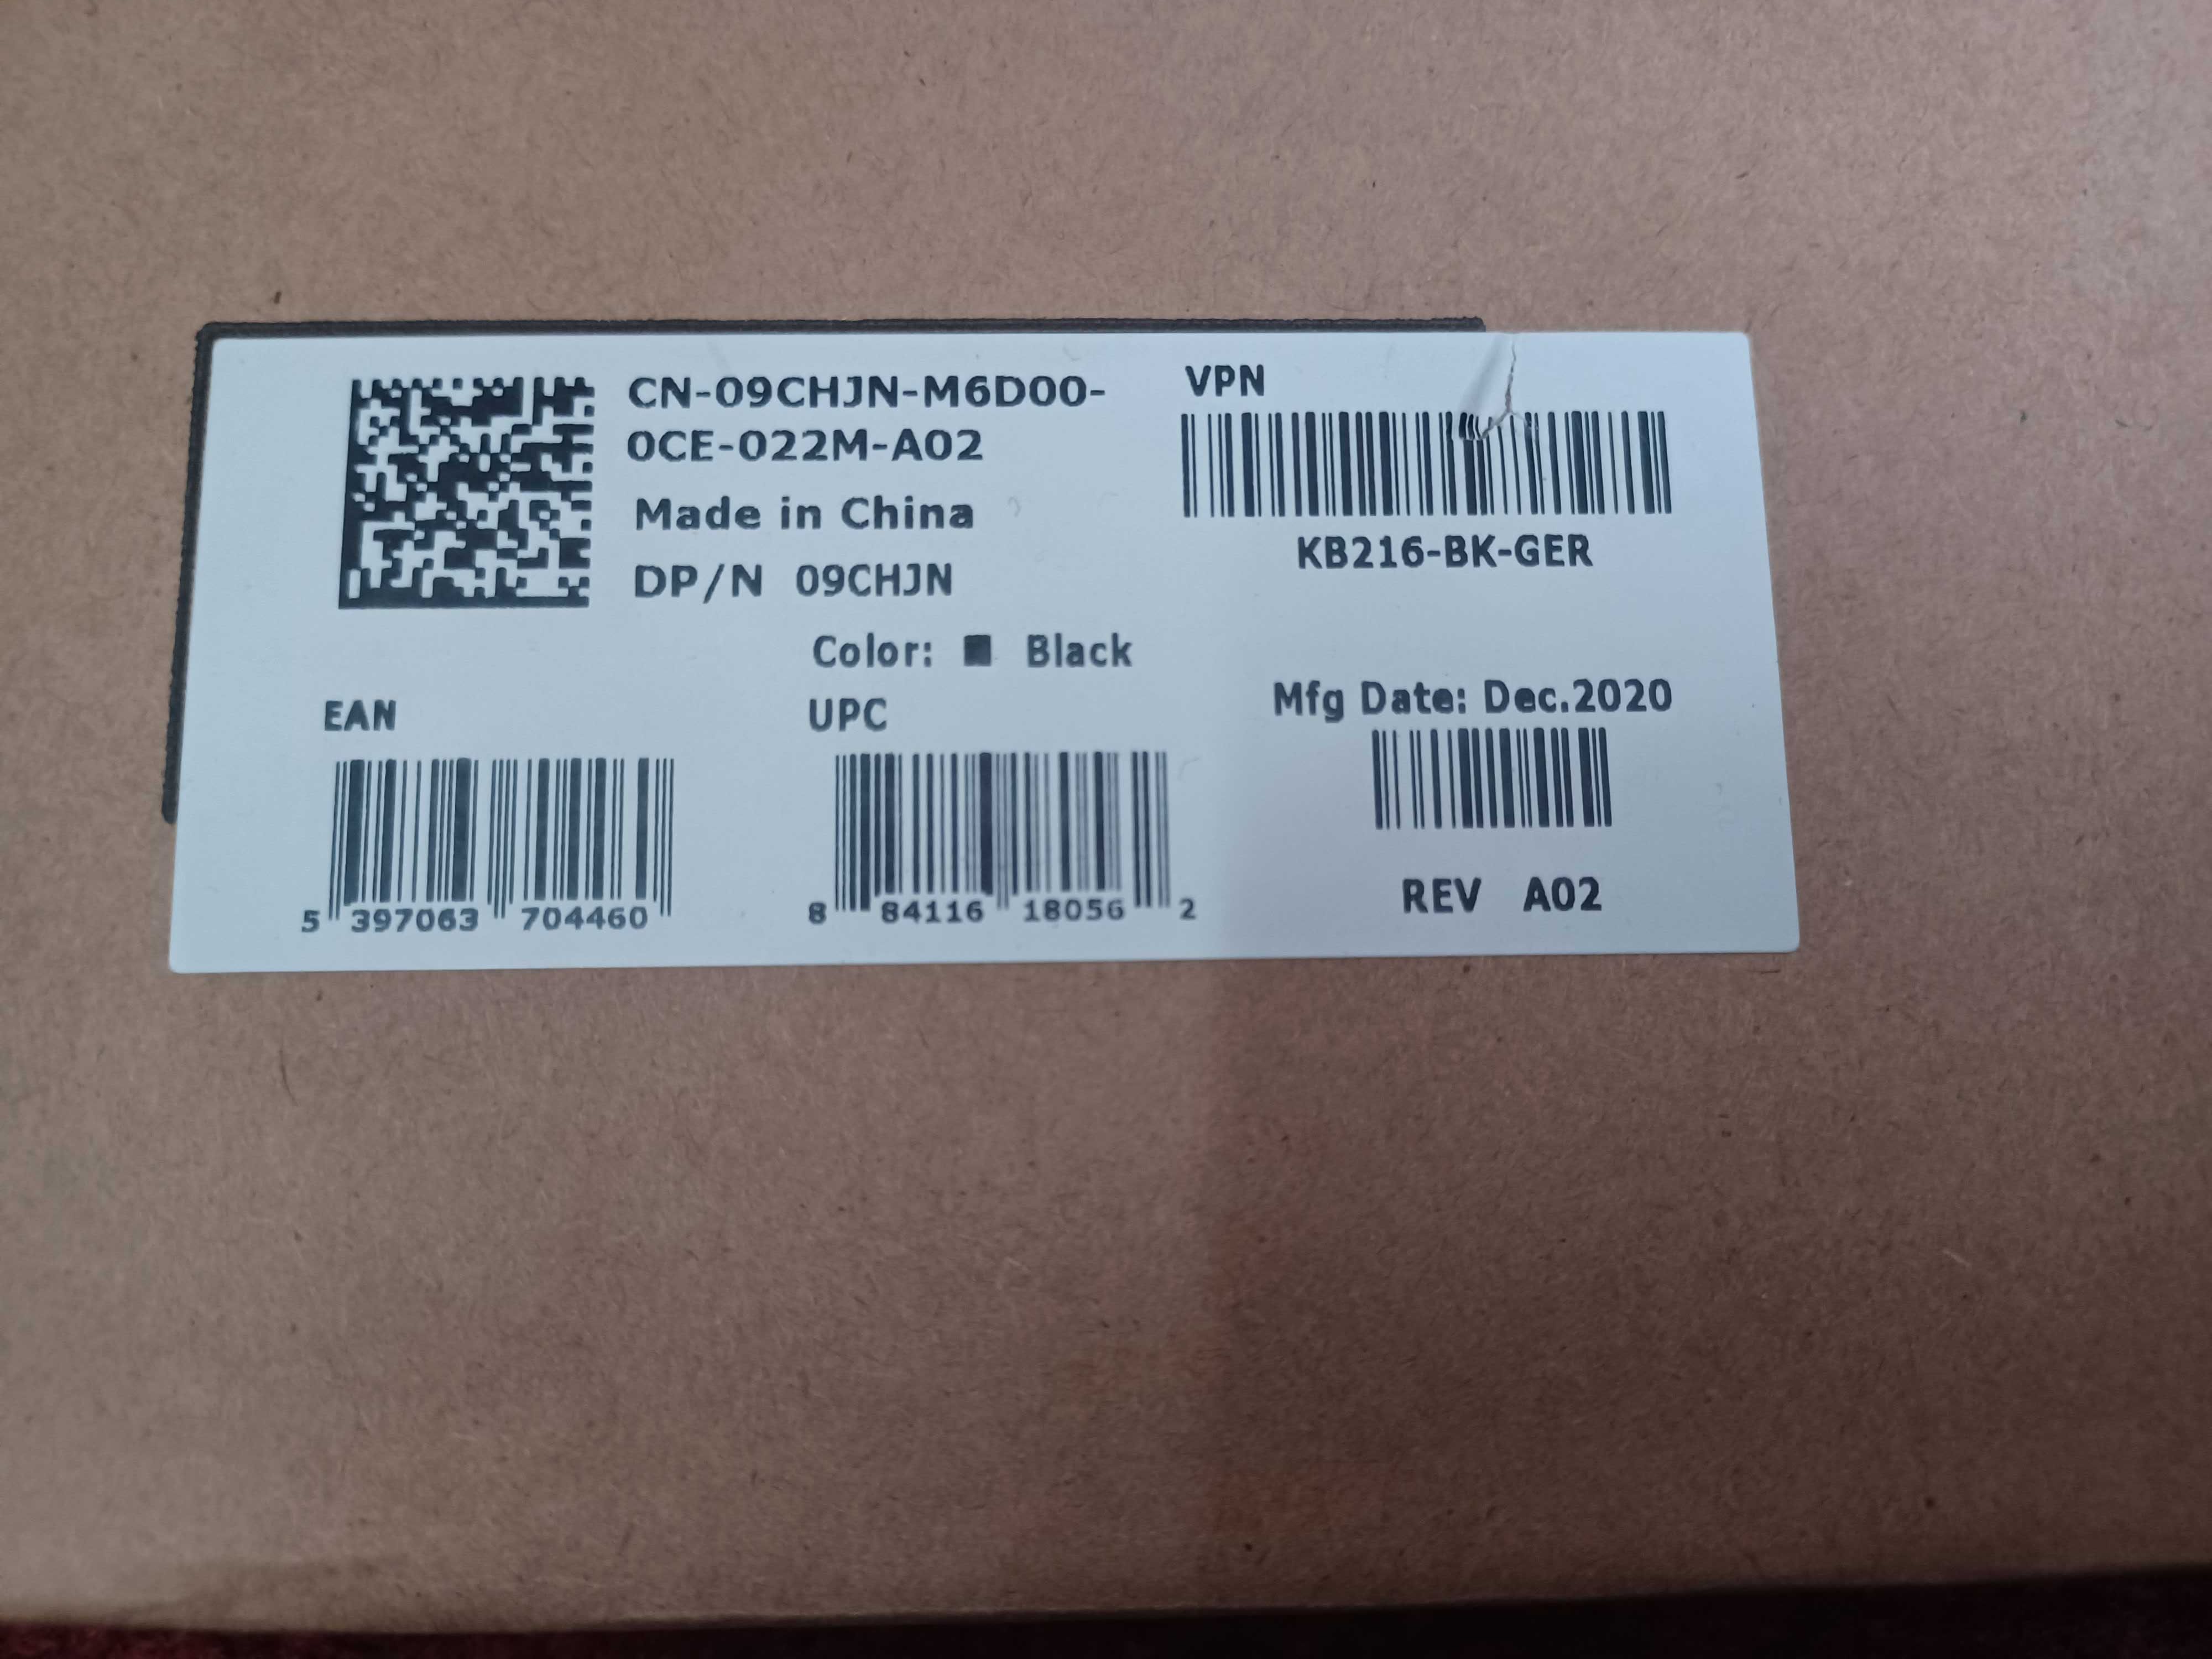 CN-09CHJN-M6D00-
0CE-022M-A02
Made in China
DP/N 09CHJN
VPN
KB216-BK-GER
Color: ■ Black
EAN
5 397063 704460
UPC
8 84116 18056 2
Mfg Date: Dec.2020
REV A02